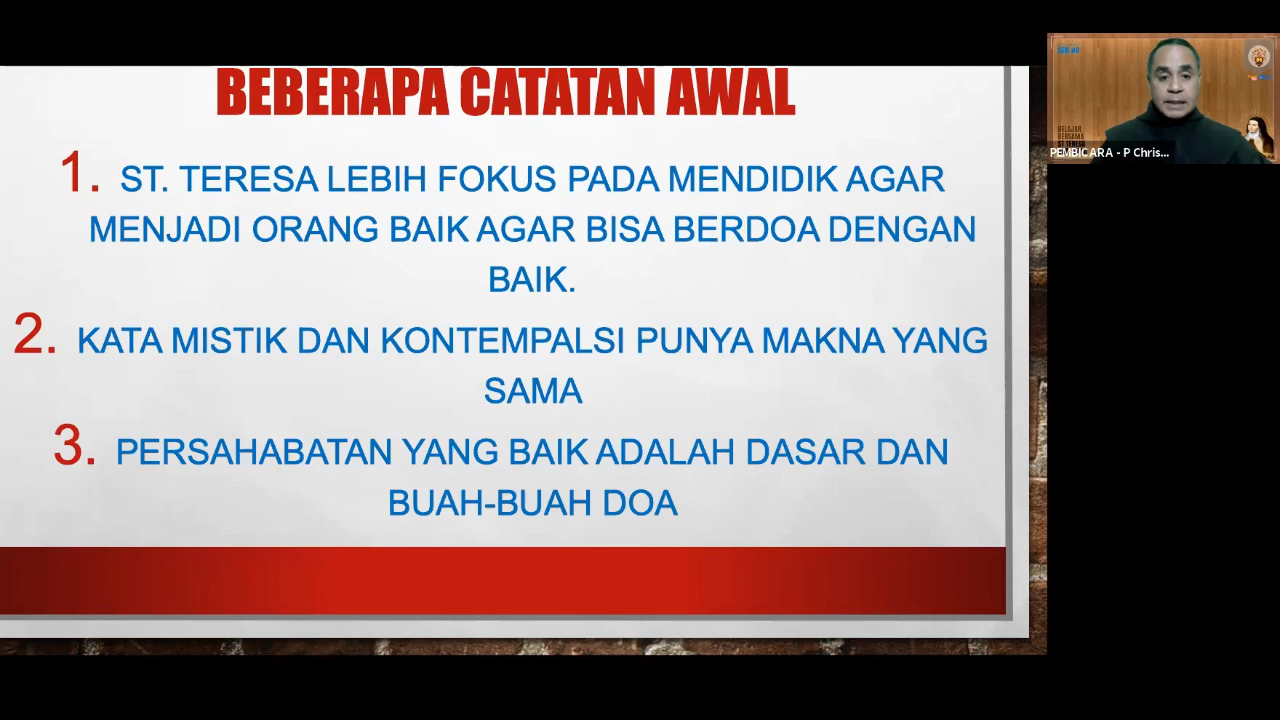 BEBERAPA CATATAN AWAL
1. ST. TERESA LEBIH FOKUS PADA MENDIDIK AGAR
MENJADI ORANG BAIK AGAR BISA BERDOA DENGAN
BAIK.
2. KATA MISTIK DAN KONTEMPALSI PUNYA MAKNA YANG
SAMA
3. PERSAHABATAN YANG BAIK ADALAH DASAR DAN
BUAH-BUAH DOA
BELAJAR
BERSAMA
PEMBICARA - P Chris...